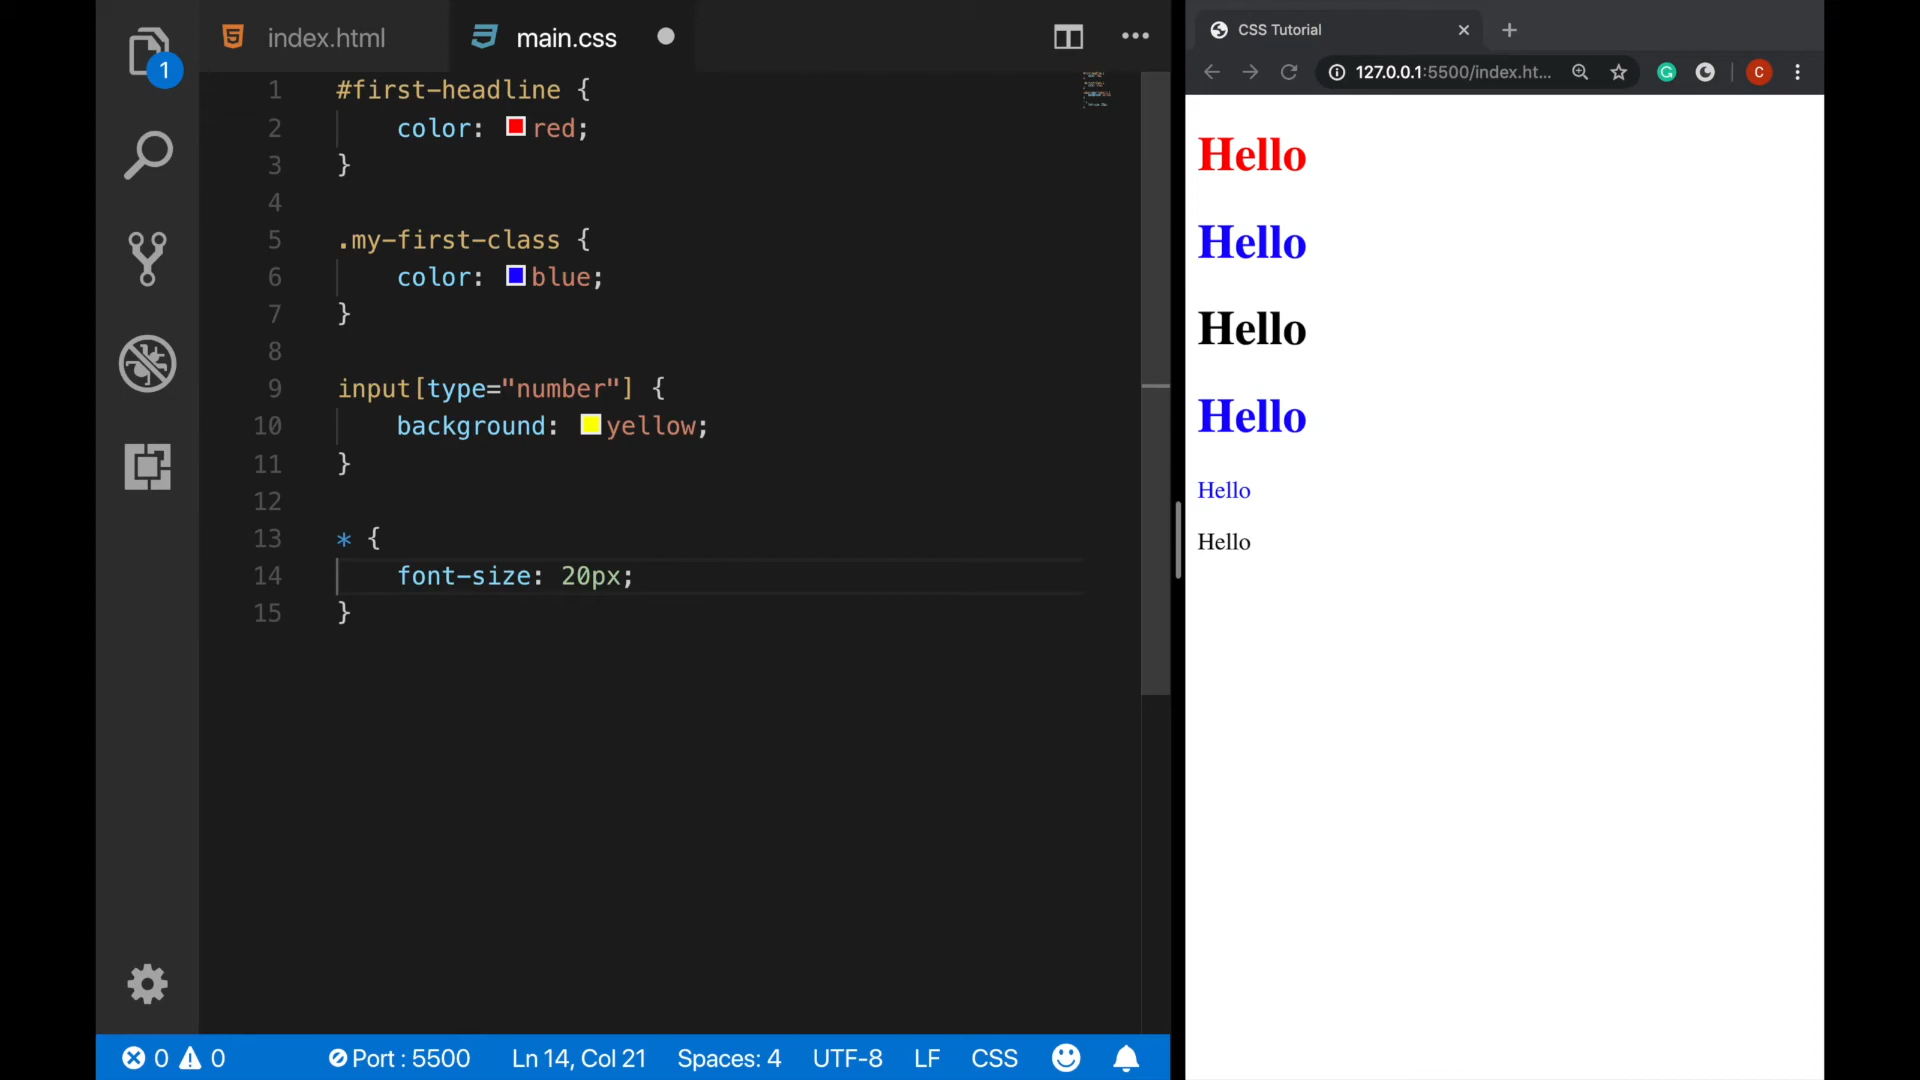 index.html
main.css
1
1 #first-headline {
2 color: red;
3 }
4
5 .my-first-class {
6 color: blue;
7 }
8
9 input[type="number"] {
10 background: yellow;
11 }
12
13 * {
14 font-size: 20px;
15 }
0 0
Port : 5500
Ln 14, Col 21
Spaces: 4
UTF-8
LF
CSS
CSS Tutorial
127.0.0.1:5500/index.ht...
C
Hello
Hello
Hello
Hello
Hello
Hello